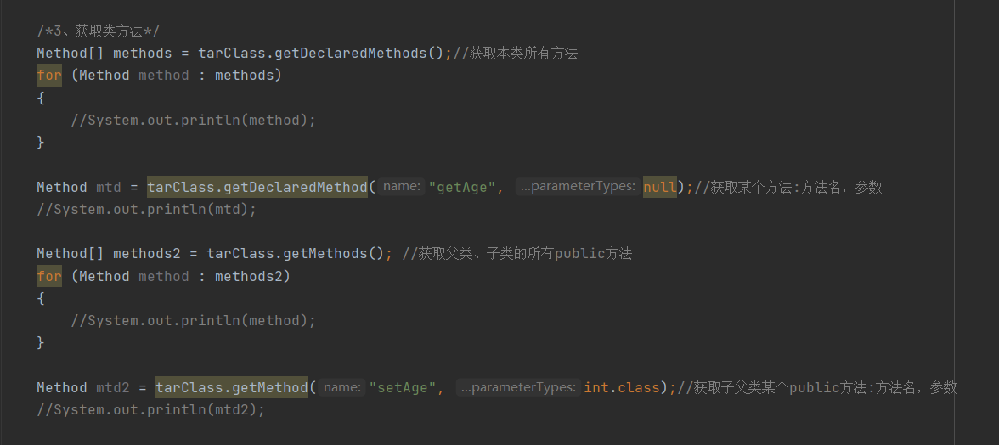 /*3、获取类方法*/
Method[] methods = tarClass.getDeclaredMethods();//获取本类所有方法
for (Method method : methods)
{
//System.out.println(method);
}
Method mtd = tarClass.getDeclaredMethod( name: "getAge", ...parameterTypes: null);//获取某个方法:方法名，参数
//System.out.println(mtd);
Method[] methods2 = tarClass.getMethods(); //获取父类、子类的所有public方法
for (Method method : methods2)
{
//System.out.println(method);
}
Method mtd2 = tarClass.getMethod( name: "setAge", ...parameterTypes: int.class);//获取子父类某个public方法:方法名，参数
//System.out.println(mtd2);